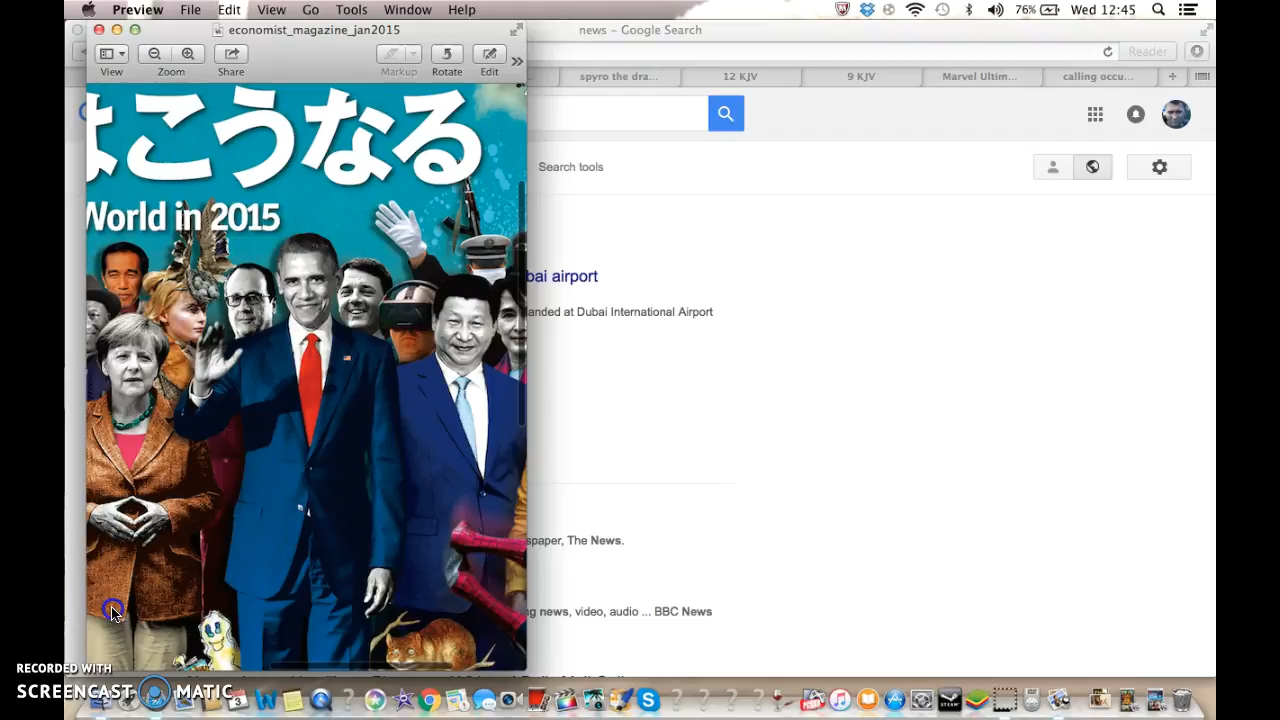 Preview File Edit View Go Tools Window Help 76% Wed 12:45
economist_magazine_jan2015
news – Google Search
View Zoom Share Markup Rotate Edit
Reader
spyro the dra... 12 KJV 9 KJV Marvel Ultim... calling occu...
はこうなる
World in 2015
Search tools
bai airport
anded at Dubai International Airport
spaper, The News.
ng news, video, audio ... BBC News
RECORDED WITH
SCREENCAST MATIC